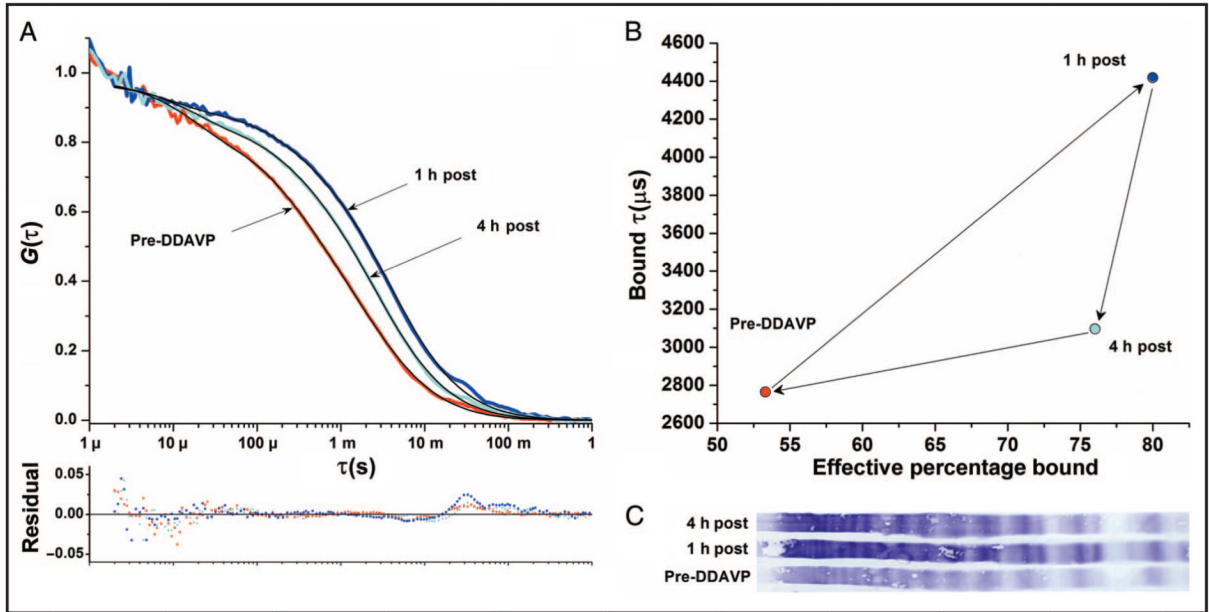 A
G(τ)
1.0
0.8
0.6
0.4
0.2
0.0
1 h post
4 h post
Pre-DDAVP
1 μ
10 μ
100 μ
1 m
10 m
100 m
1
τ(s)
Residual
0.05
0.00
−0.05
B
Bound τ(μs)
4600
4400
4200
4000
3800
3600
3400
3200
3000
2800
2600
1 h post
Pre-DDAVP
4 h post
50
55
60
65
70
75
80
Effective percentage bound
C
4 h post
1 h post
Pre-DDAVP